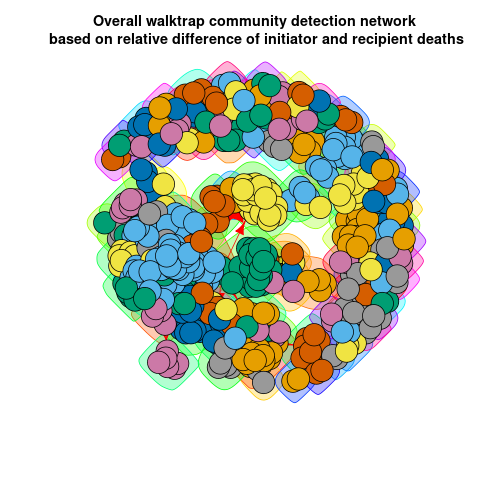 Overall walktrap community detection network
based on relative difference of initiator and recipient deaths